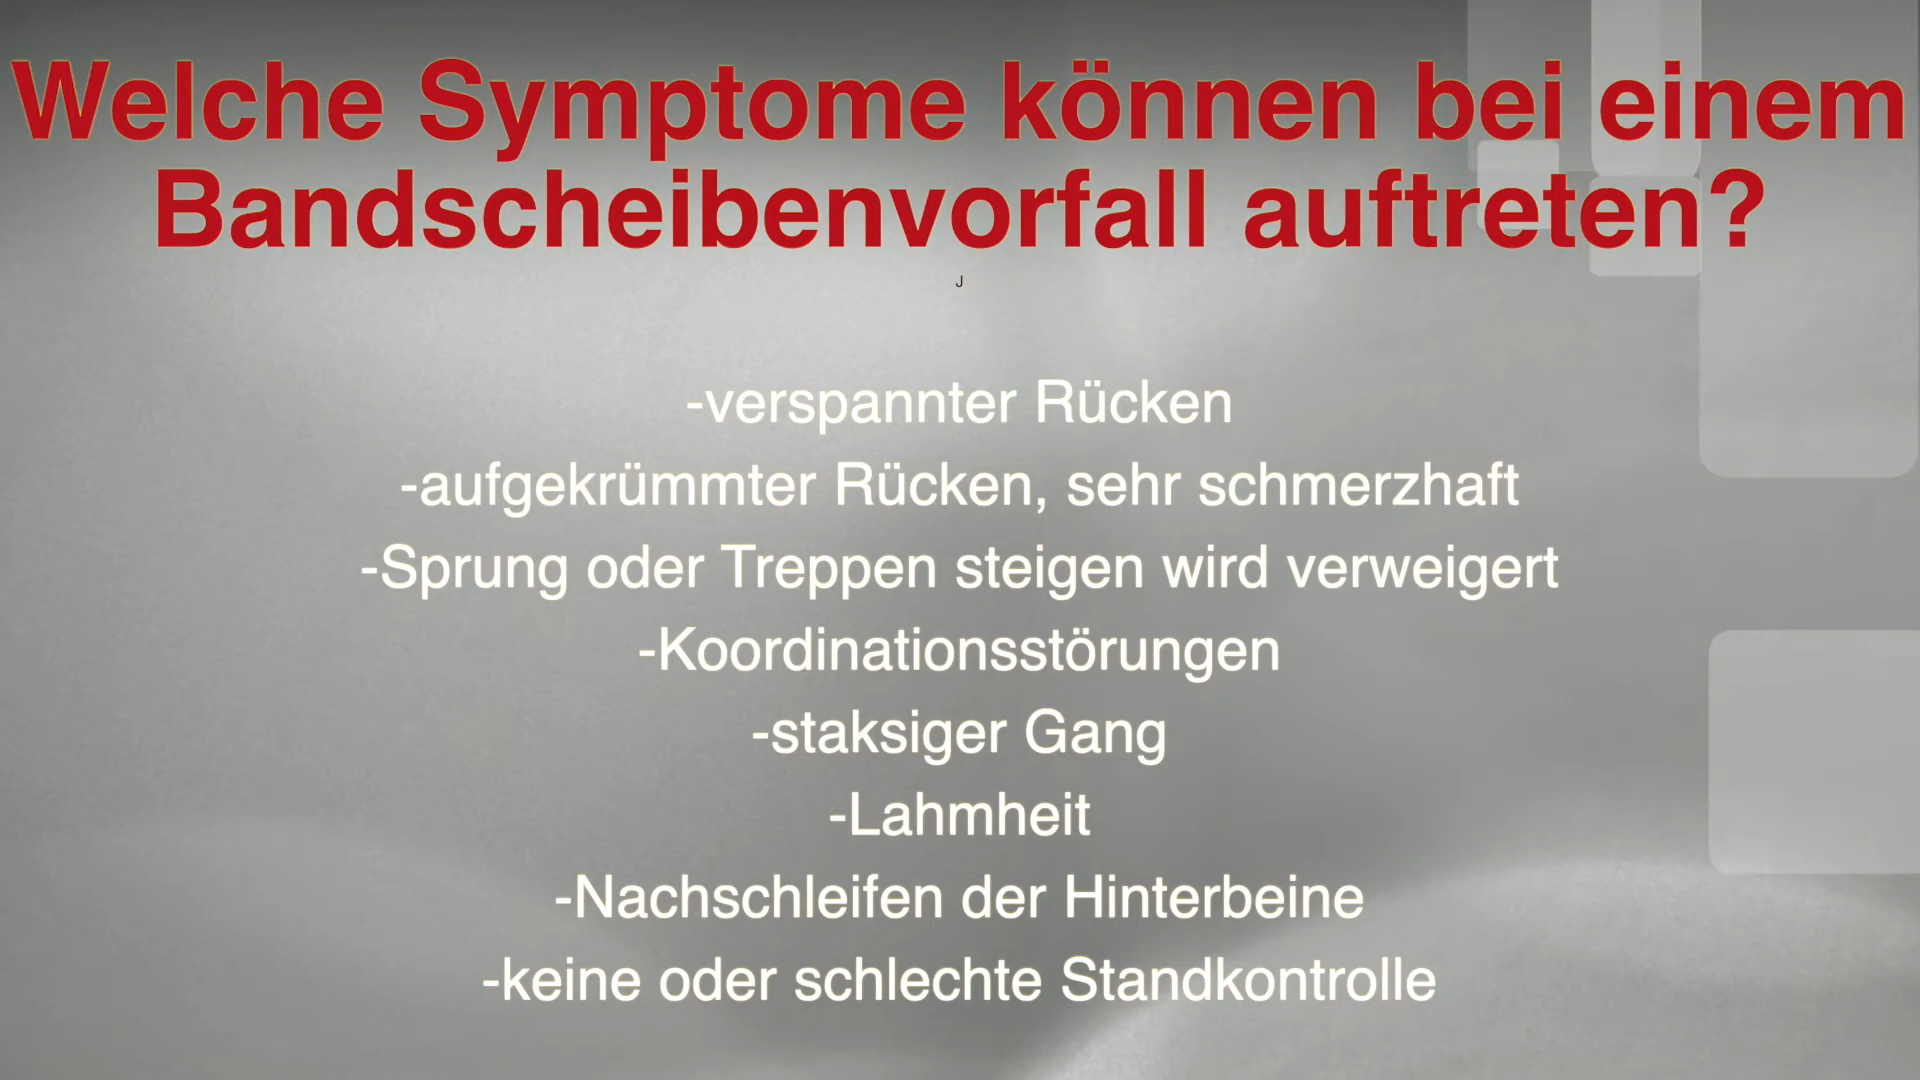 Welche Symptome können bei einem
Bandscheibenvorfall auftreten?
J
-verspannter Rücken
-aufgekrümmter Rücken, sehr schmerzhaft
-Sprung oder Treppen steigen wird verweigert
-Koordinationsstörungen
-staksiger Gang
-Lahmheit
-Nachschleifen der Hinterbeine
-keine oder schlechte Standkontrolle